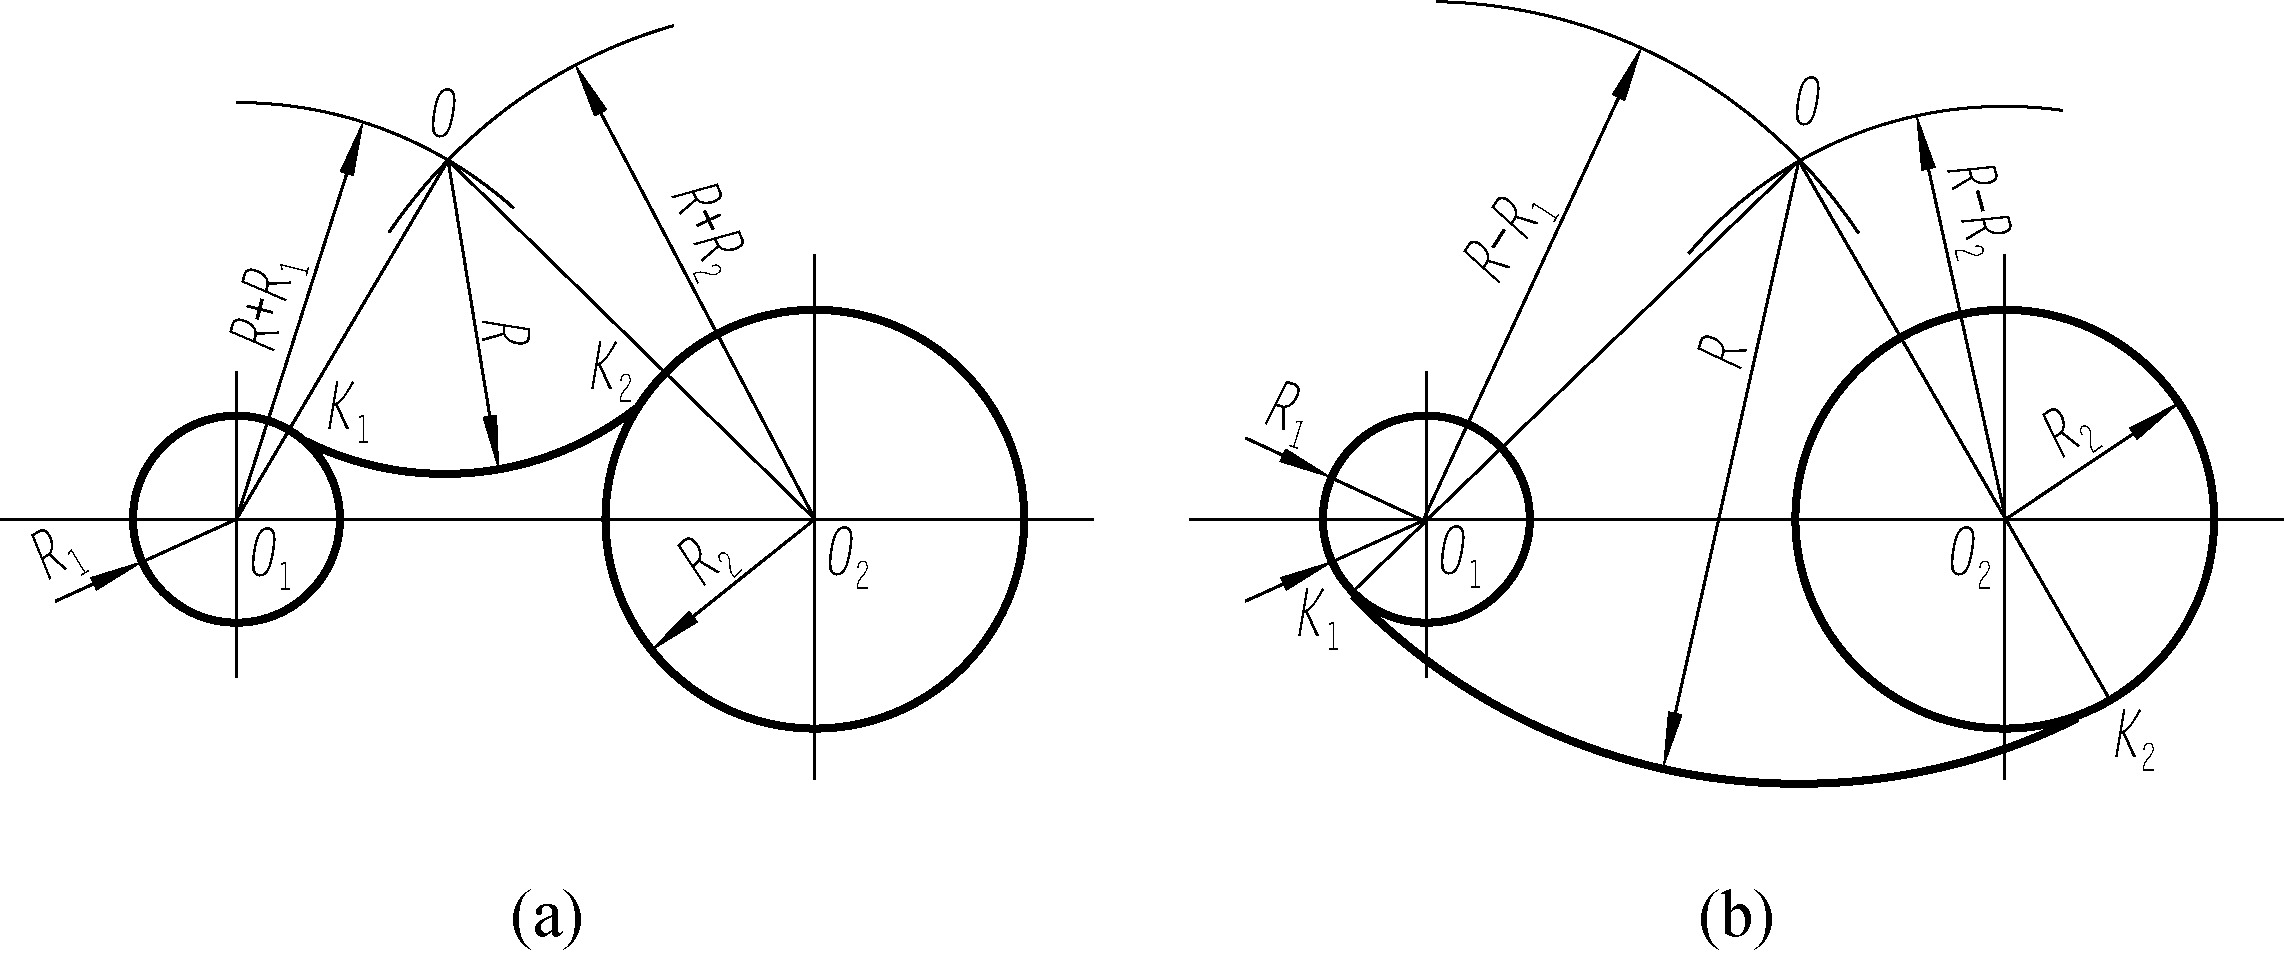 O
R+R₁
R+R₂
R
K₁
K₂
R₁
O₁
R₂
O₂
(a)
O
R-R₁
R-R₂
R
R₁
R₂
O₁
O₂
K₁
K₂
(b)